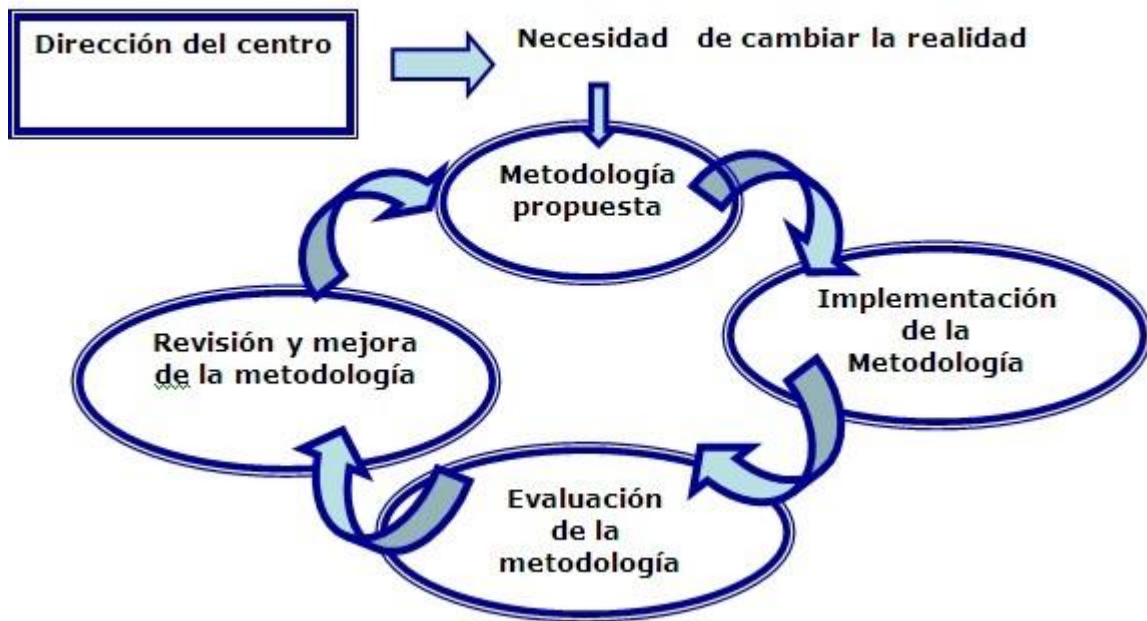 Dirección del centro
Necesidad de cambiar la realidad
Metodología
propuesta
Implementación
de la
Metodología
Evaluación
de la
metodología
Revisión y mejora
de la metodología